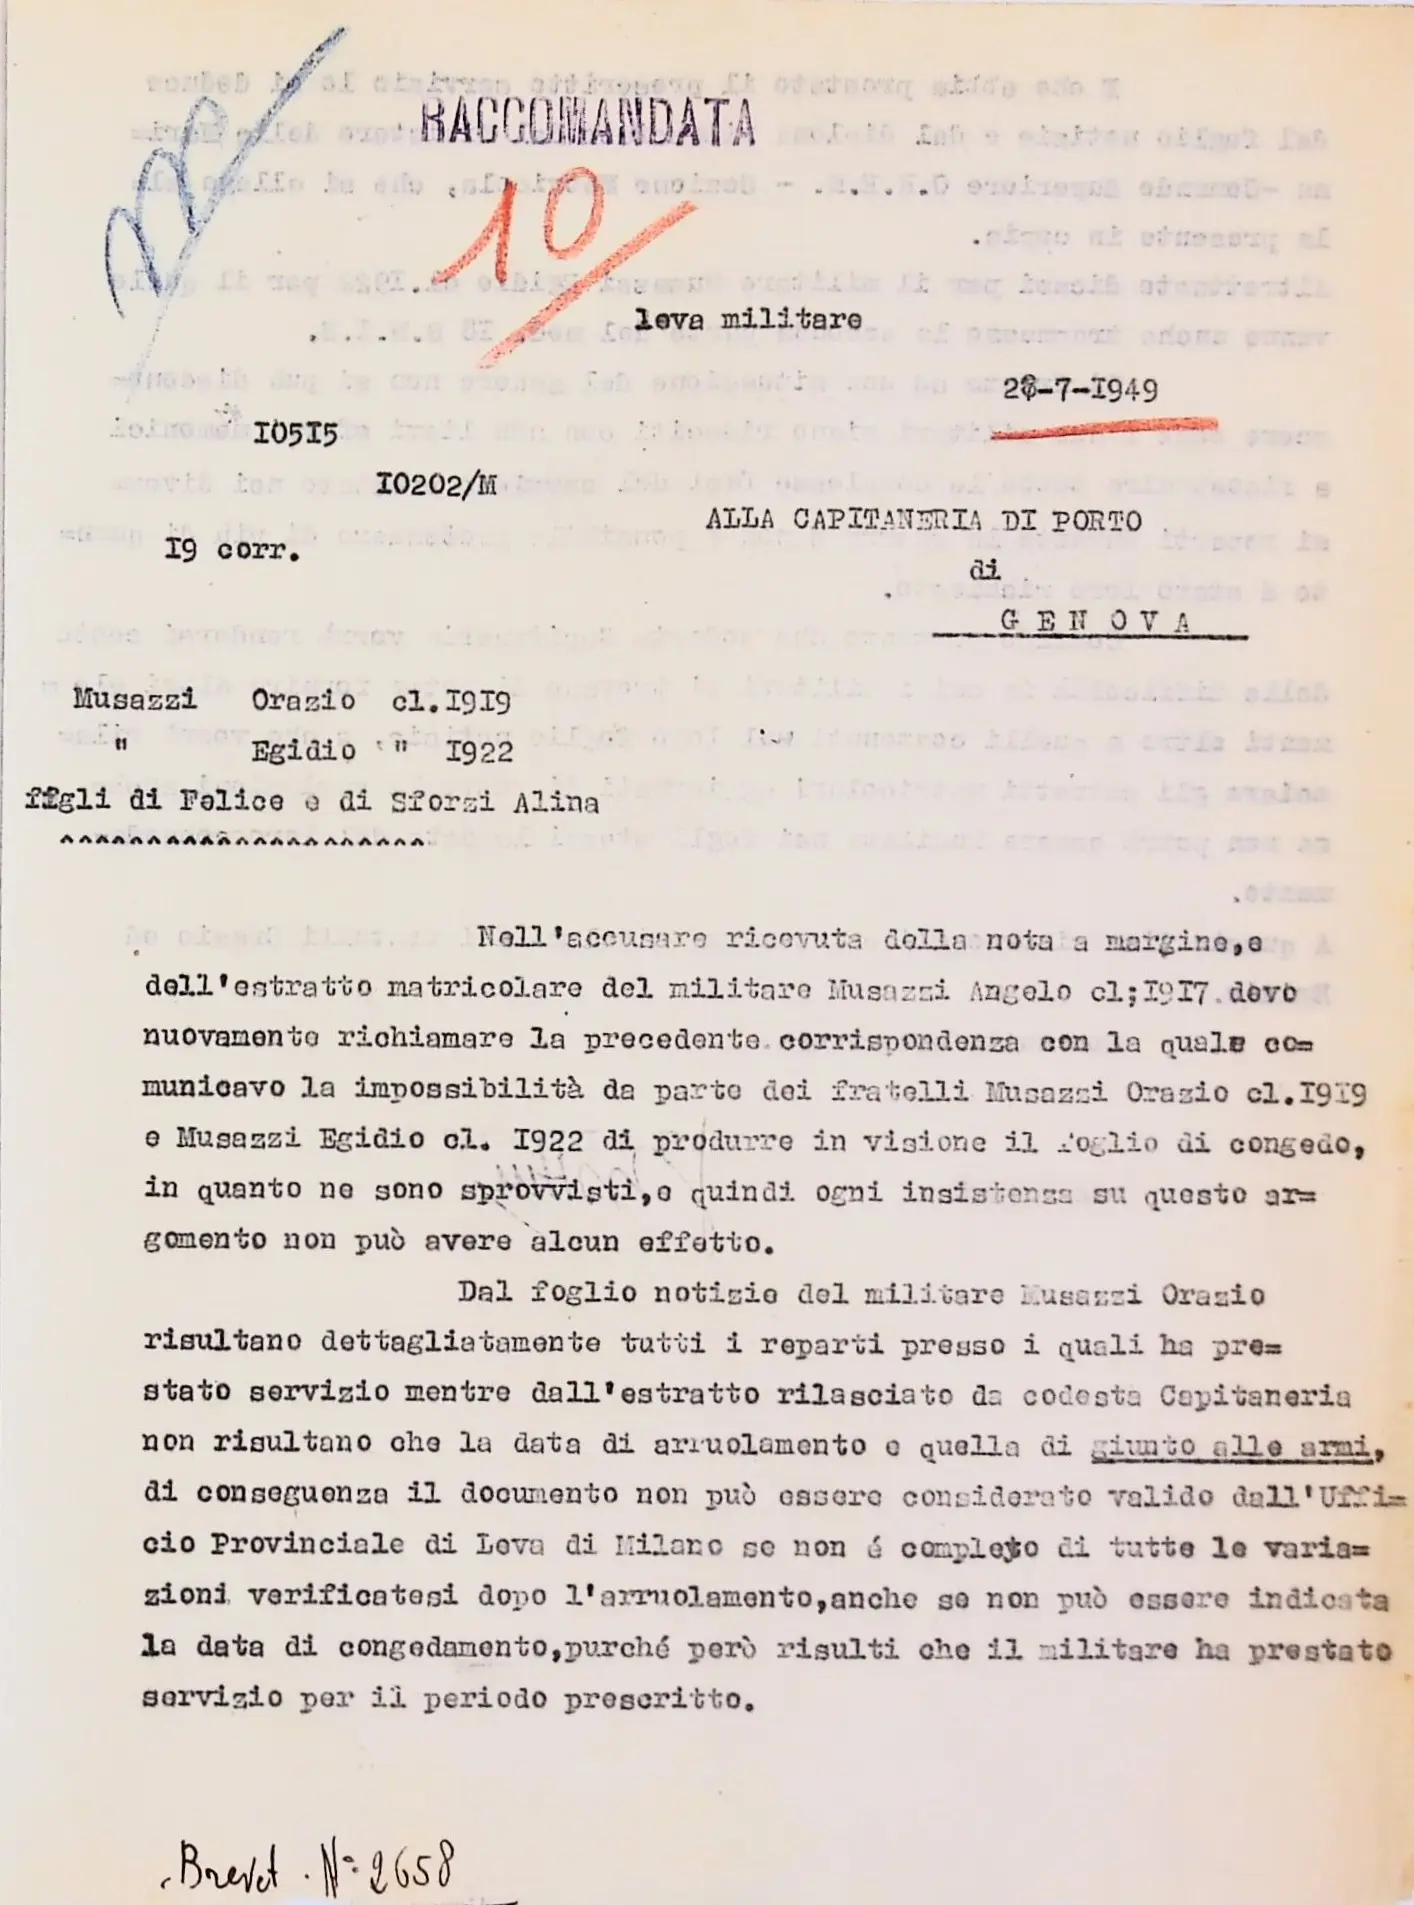 RACCOMANDATA
10
leva militare
28-7-I949
I05I5
I0202/M
ALLA CAPITANERIA DI PORTO
I9 corr.
di
G E N O V A
Musazzi Orazio cl.I9I9
" Egidio " I922
figli di Felice e di Sforzi Alina
^^^^^^^^^^^^^^^^^^^^^^
Nell'accusare ricevuta della nota a margine,e
dell'estratto matricolare del militare Musazzi Angelo cl;I9I7.devo
nuovamente richiamare la precedente corrispondenza con la quale co=
municavo la impossibilità da parte dei fratelli Musazzi Orazio cl.I9I9
e Musazzi Egidio cl. I922 di produrre in visione il foglio di congedo,
in quanto ne sono sprovvisti,e quindi ogni insistenza su questo ar=
gomento non può avere alcun effetto.
Dal foglio notizie del militare Musazzi Orazio
risultano dettagliatamente tutti i reparti presso i quali ha pre=
stato servizio mentre dall'estratto rilasciato da codesta Capitaneria
non risultano che la data di arruolamento e quella di giunto alle armi,
di conseguenza il documento non può essere considerato valido dall'Uffi=
cio Provinciale di Leva di Milano se non é completo di tutte le varia=
zioni verificatesi dopo l'arruolamento,anche se non può essere indicata
la data di congedamento,purché però risulti che il militare ha prestato
servizio per il periodo prescritto.
Brevet. N° 2658